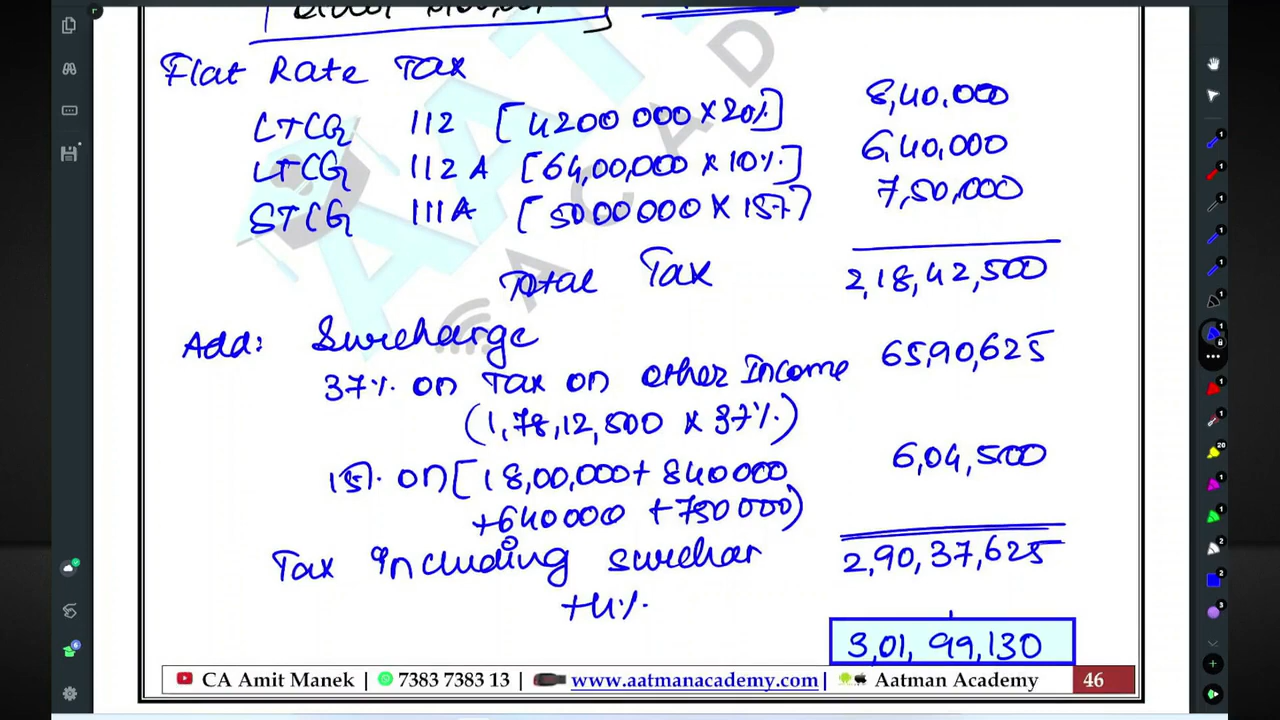 Flat Rate Tax
LTCG 112 [4200 000 × 20%] 8,40,000
LTCG 112 A [64,00,000 × 10%] 6,40,000
STCG 111A [5000000 × 15%] 7,50,000
Total Tax 2,18,42,500
Add: Surcharge
37% on Tax on other Income 65,90,625
(1,78,12,500 × 37%)
15% on [18,00,000 + 840000 6,04,500
+640000 + 750000)
Tax Including surchar 2,90,37,625
+4%
3,01,99,130
CA Amit Manek | 7383 7383 13 | www.aatmanacademy.com | Aatman Academy 46